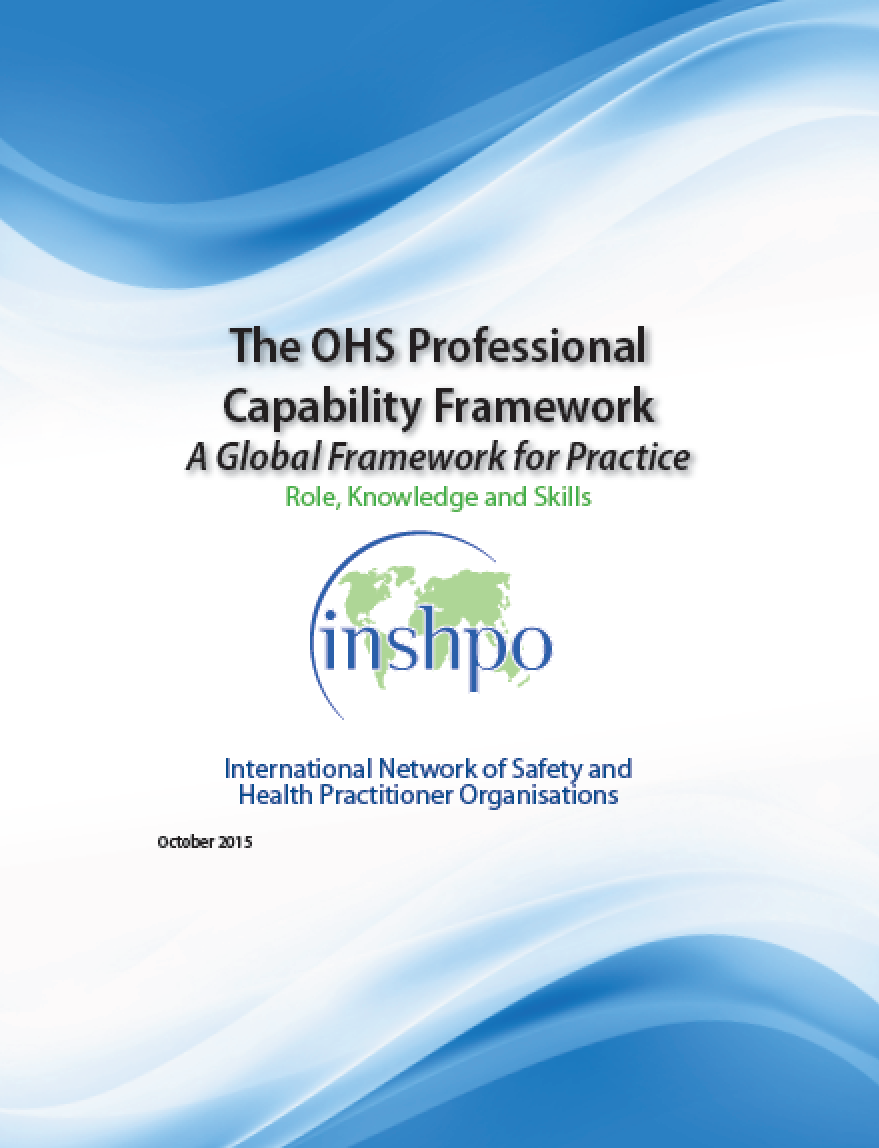 The OHS Professional
Capability Framework
A Global Framework for Practice
Role, Knowledge and Skills
inshpo
International Network of Safety and
Health Practitioner Organisations
October 2015